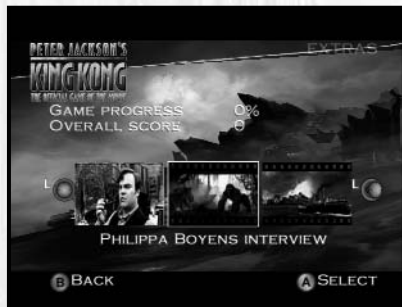 PETER JACKSON'S
KING KONG
THE OFFICIAL GAME OF THE MOVIE
EXTRAS
GAME PROGRESS 0%
OVERALL SCORE 0
L L
PHILIPPA BOYENS INTERVIEW
B BACK A SELECT